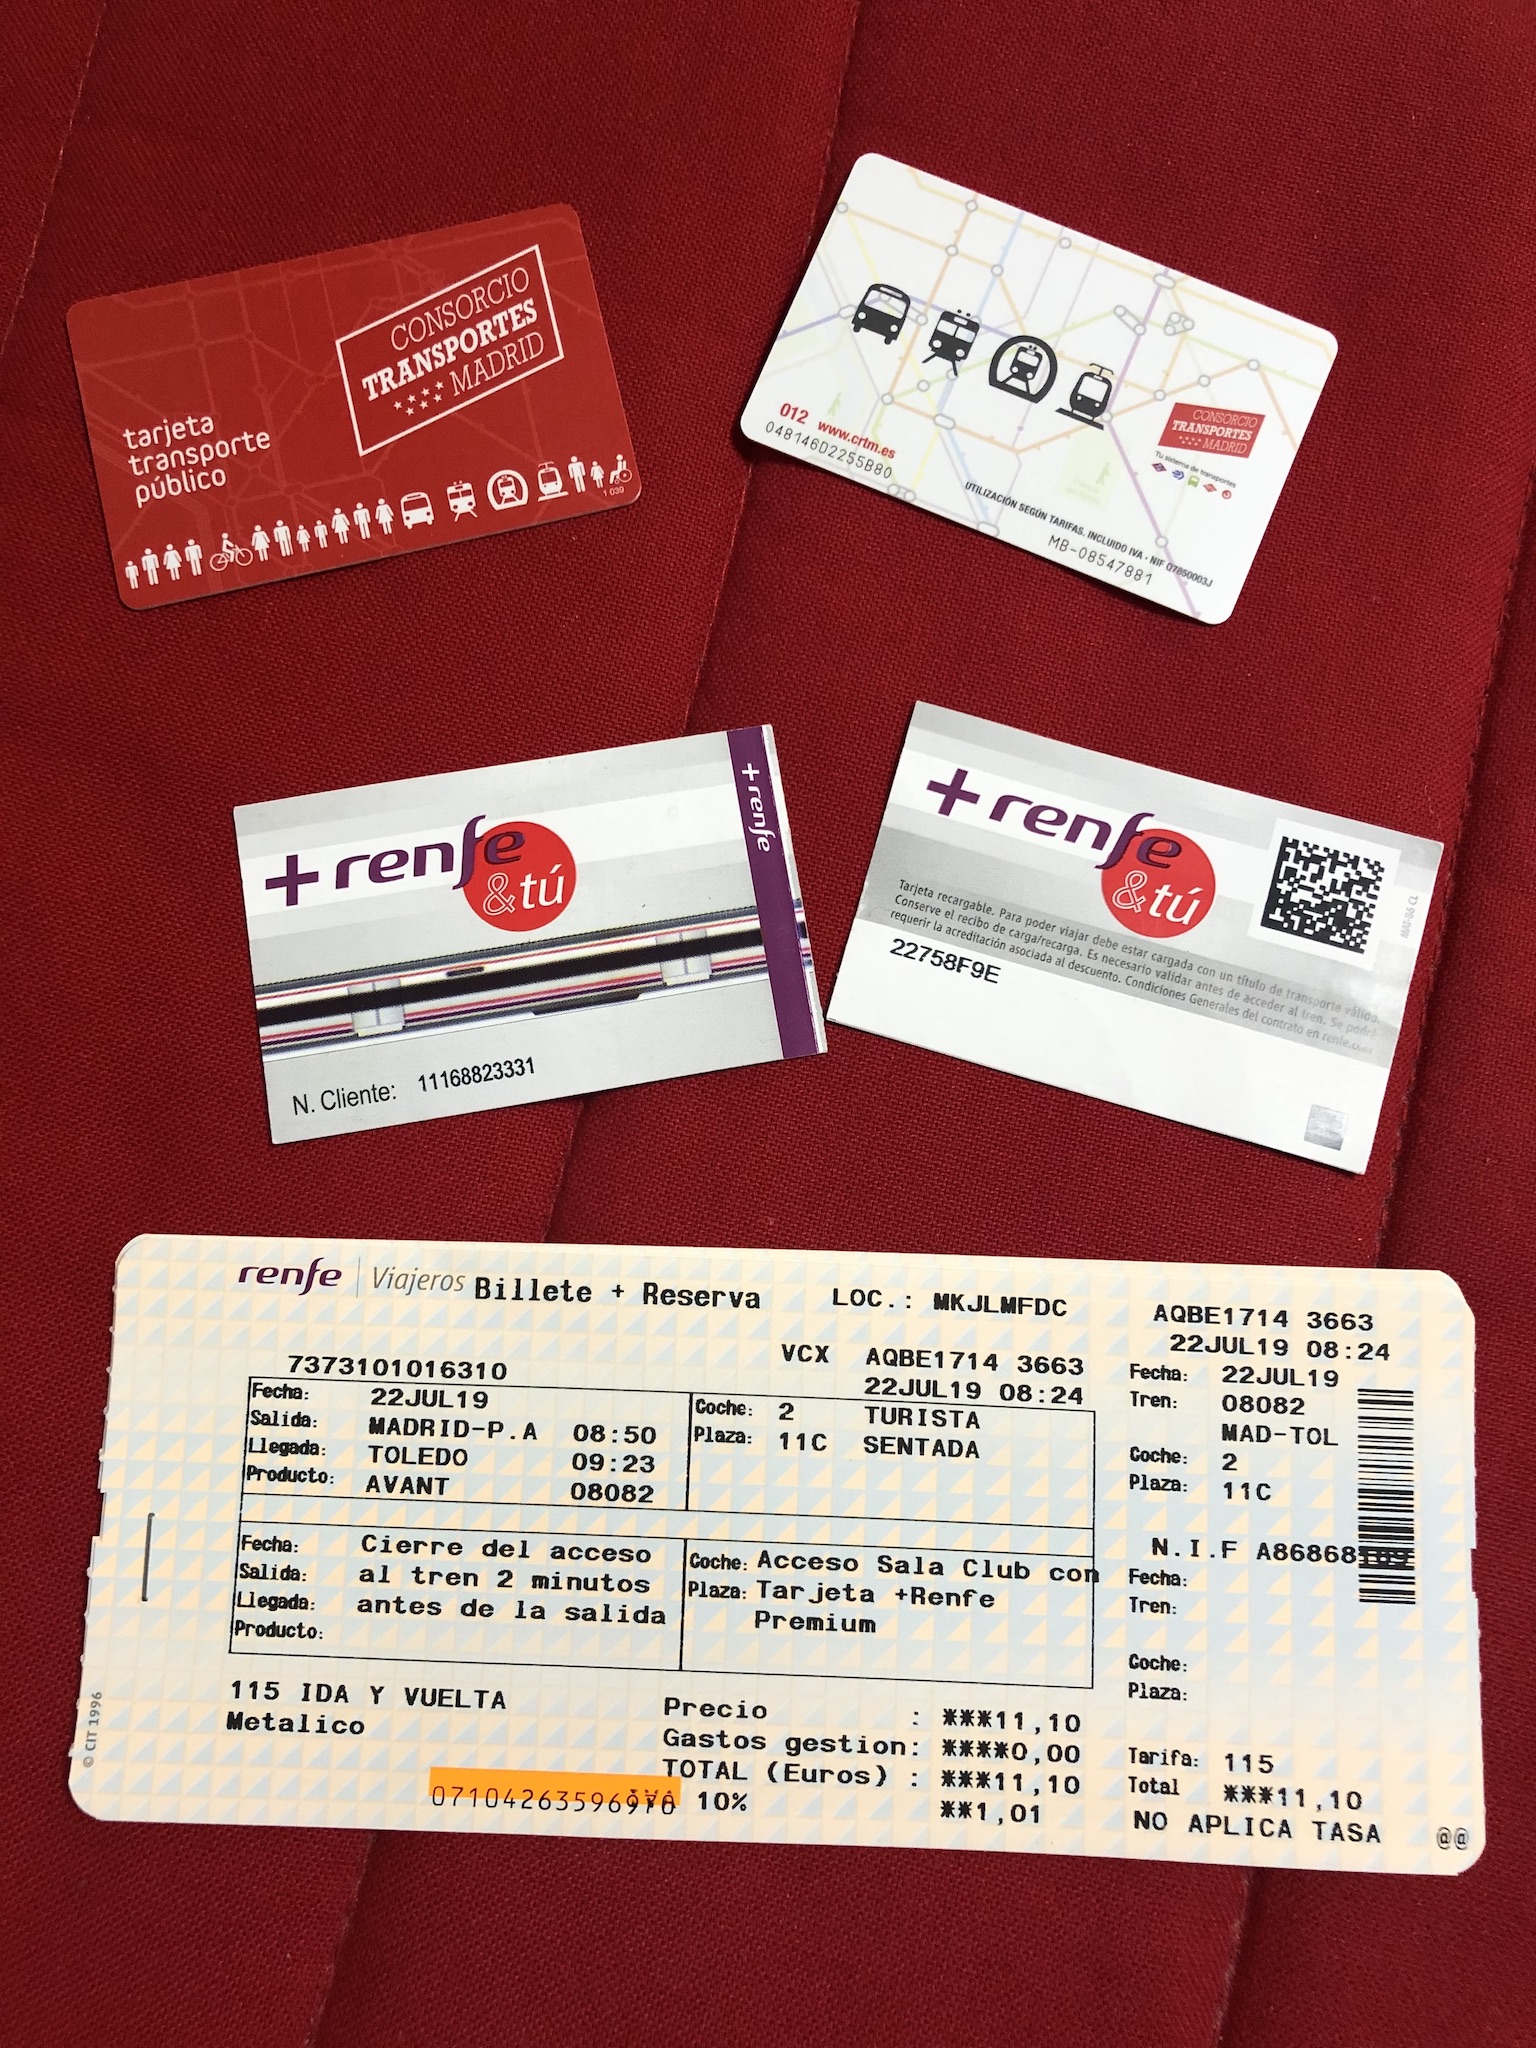 CONSORCIO
TRANSPORTES
MADRID
tarjeta
transporte
público
1 039
012 www.crtm.es
048146D2255B80
CONSORCIO
TRANSPORTES
MADRID
Tu sistema de transportes
UTILIZACIÓN SEGÚN TARIFAS. INCLUIDO IVA - NIF Q7850003J
MB-08547881
+ renfe
&tú
+ renfe
N. Cliente: 11168823331
+ renfe
&tú
Tarjeta recargable. Para poder viajar debe estar cargada con un título de transporte válido.
Conserve el recibo de carga/recarga. Es necesario validar antes de acceder al tren. Se podrá
requerir la acreditación asociada al descuento. Condiciones Generales del contrato en renfe.com
22758F9E
renfe Viajeros Billete + Reserva LOC.: MKJLMFDC
7373101016310 VCX AQBE1714 3663
22JUL19 08:24
Fecha: 22JUL19
Salida: MADRID-P.A 08:50
Llegada: TOLEDO 09:23
Producto: AVANT 08082
Coche: 2 TURISTA
Plaza: 11C SENTADA
Fecha: Cierre del acceso
Salida: al tren 2 minutos
Llegada: antes de la salida
Producto:
Coche: Acceso Sala Club con
Plaza: Tarjeta +Renfe
Premium
115 IDA Y VUELTA
Metalico
Precio : ***11,10
Gastos gestion: ****0,00
TOTAL (Euros) : ***11,10
10% **1,01
© CIT 1996
AQBE1714 3663
22JUL19 08:24
Fecha: 22JUL19
Tren: 08082
MAD-TOL
Coche: 2
Plaza: 11C
N.I.F
Fecha:
Tren:
Coche:
Plaza:
Tarifa: 115
Total ***11,10
NO APLICA TASA
@@